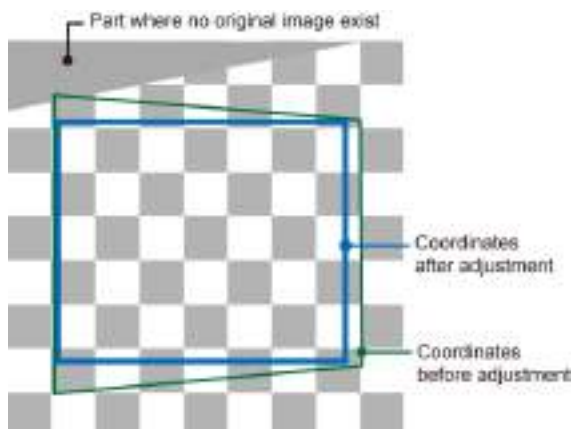 Part where no original image exist
Coordinates
after adjustment
Coordinates
before adjustment